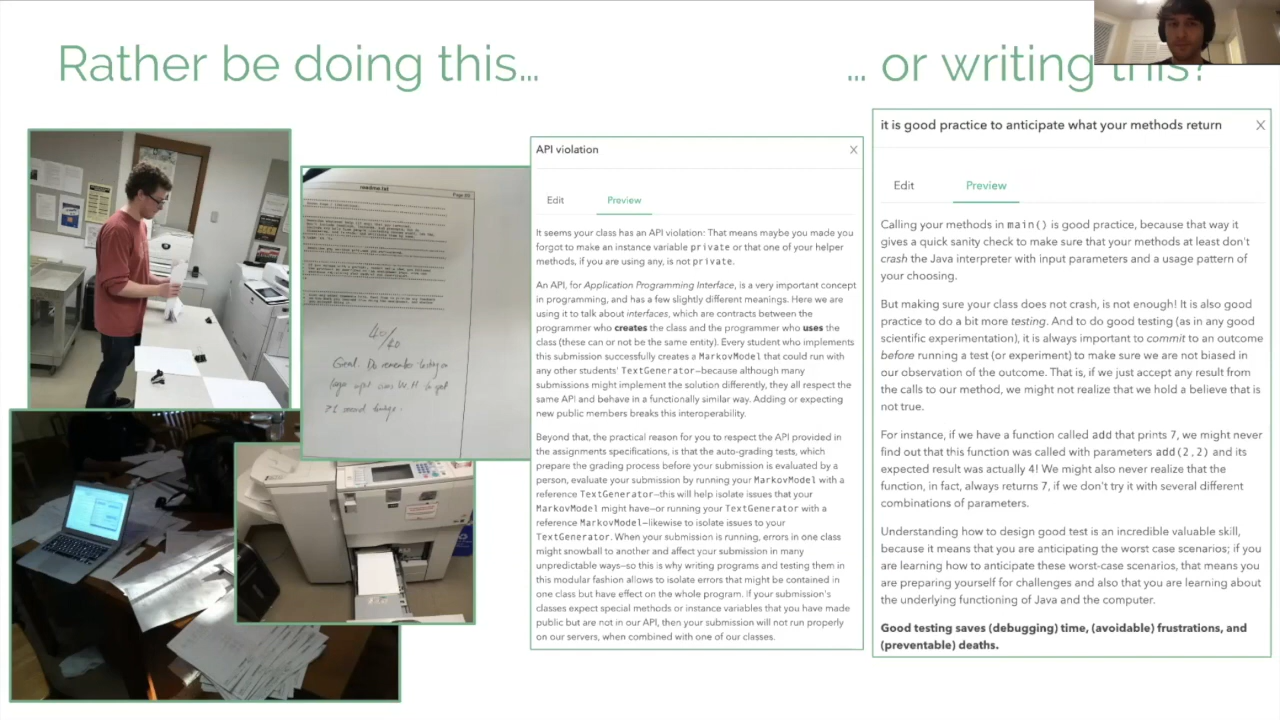 Rather be doing this...
... or writing this?
readme.txt
40/40
API violation
X
Edit
Preview
It seems your class has an API violation: That means maybe you made you
forgot to make an instance variable private or that one of your helper
methods, if you are using any, is not private.
An API, for Application Programming Interface, is a very important concept
in programming, and has a few slightly different meanings. Here we are
using it to talk about interfaces, which are contracts between the
programmer who creates the class and the programmer who uses the
class (these can or not be the same entity). Every student who implements
this submission successfully creates a MarkovModel that could run with
any other students' TextGenerator—because although many
submissions might implement the solution differently, they all respect the
same API and behave in a functionally similar way. Adding or expecting
new public members breaks this interoperability.
Beyond that, the practical reason for you to respect the API provided in
the assignments specifications, is that the auto-grading tests, which
prepare the grading process before your submission is evaluated by a
person, evaluate your submission by running your MarkovModel with a
reference TextGenerator—this will help isolate issues that your
MarkovModel might have—or running your TextGenerator with a
reference MarkovModel—likewise to isolate issues to your
TextGenerator. When your submission is running, errors in one class
might snowball to another and affect your submission in many
unpredictable ways—so this is why writing programs and testing them in
this modular fashion allows to isolate errors that might be contained in
one class but have effect on the whole program. If your submission's
classes expect special methods or instance variables that you have made
public but are not in our API, then your submission will not run properly
on our servers, when combined with one of our classes.
it is good practice to anticipate what your methods return
X
Edit
Preview
Calling your methods in main() is good practice, because that way it
gives a quick sanity check to make sure that your methods at least don't
crash the Java interpreter with input parameters and a usage pattern of
your choosing.
But making sure your class does not crash, is not enough! It is also good
practice to do a bit more testing. And to do good testing (as in any good
scientific experimentation), it is always important to commit to an outcome
before running a test (or experiment) to make sure we are not biased in
our observation of the outcome. That is, if we just accept any result from
the calls to our method, we might not realize that we hold a believe that is
not true.
For instance, if we have a function called add that prints 7, we might never
find out that this function was called with parameters add(2,2) and its
expected result was actually 4! We might also never realize that the
function, in fact, always returns 7, if we don't try it with several different
combinations of parameters.
Understanding how to design good test is an incredible valuable skill,
because it means that you are anticipating the worst case scenarios; if you
are learning how to anticipate these worst-case scenarios, that means you
are preparing yourself for challenges and also that you are learning about
the underlying functioning of Java and the computer.
Good testing saves (debugging) time, (avoidable) frustrations, and
(preventable) deaths.